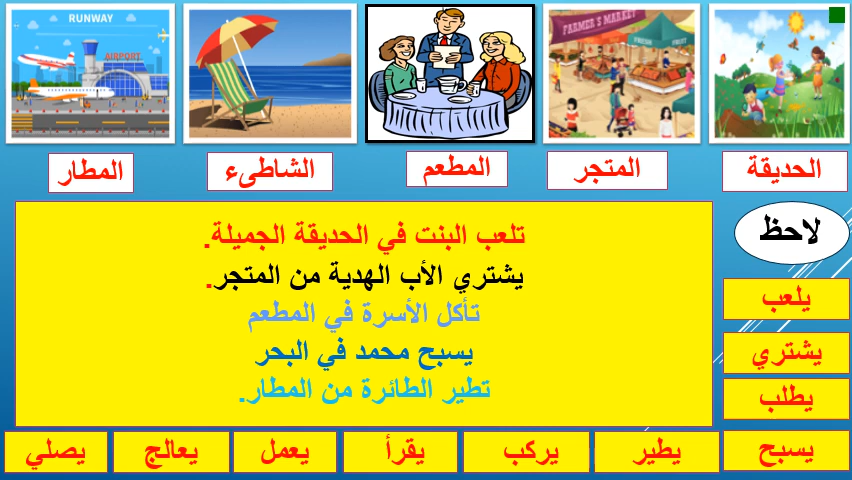 RUNWAY
AIRPORT
FARMER'S MARKET
FRESH FRUIT
الحديقة
المتجر
المطعم
الشاطىء
المطار
لاحظ
تلعب البنت في الحديقة الجميلة.
يشتري الأب الهدية من المتجر.
تأكل الأسرة في المطعم
يسبح محمد في البحر
تطير الطائرة من المطار.
يلعب
يشتري
يطلب
يسبح
يطير
يركب
يقرأ
يعمل
يعالج
يصلي